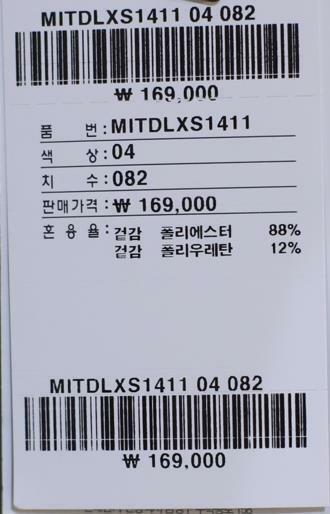 MITDLXS1411 04 082
₩ 169,000
품 번 : MITDLXS1411
색 상 : 04
치 수 : 082
판매가격 : ₩ 169,000
혼 용 율 : 겉감 폴리에스터 88%
겉감 폴리우레탄 12%
MITDLXS1411 04 082
₩ 169,000